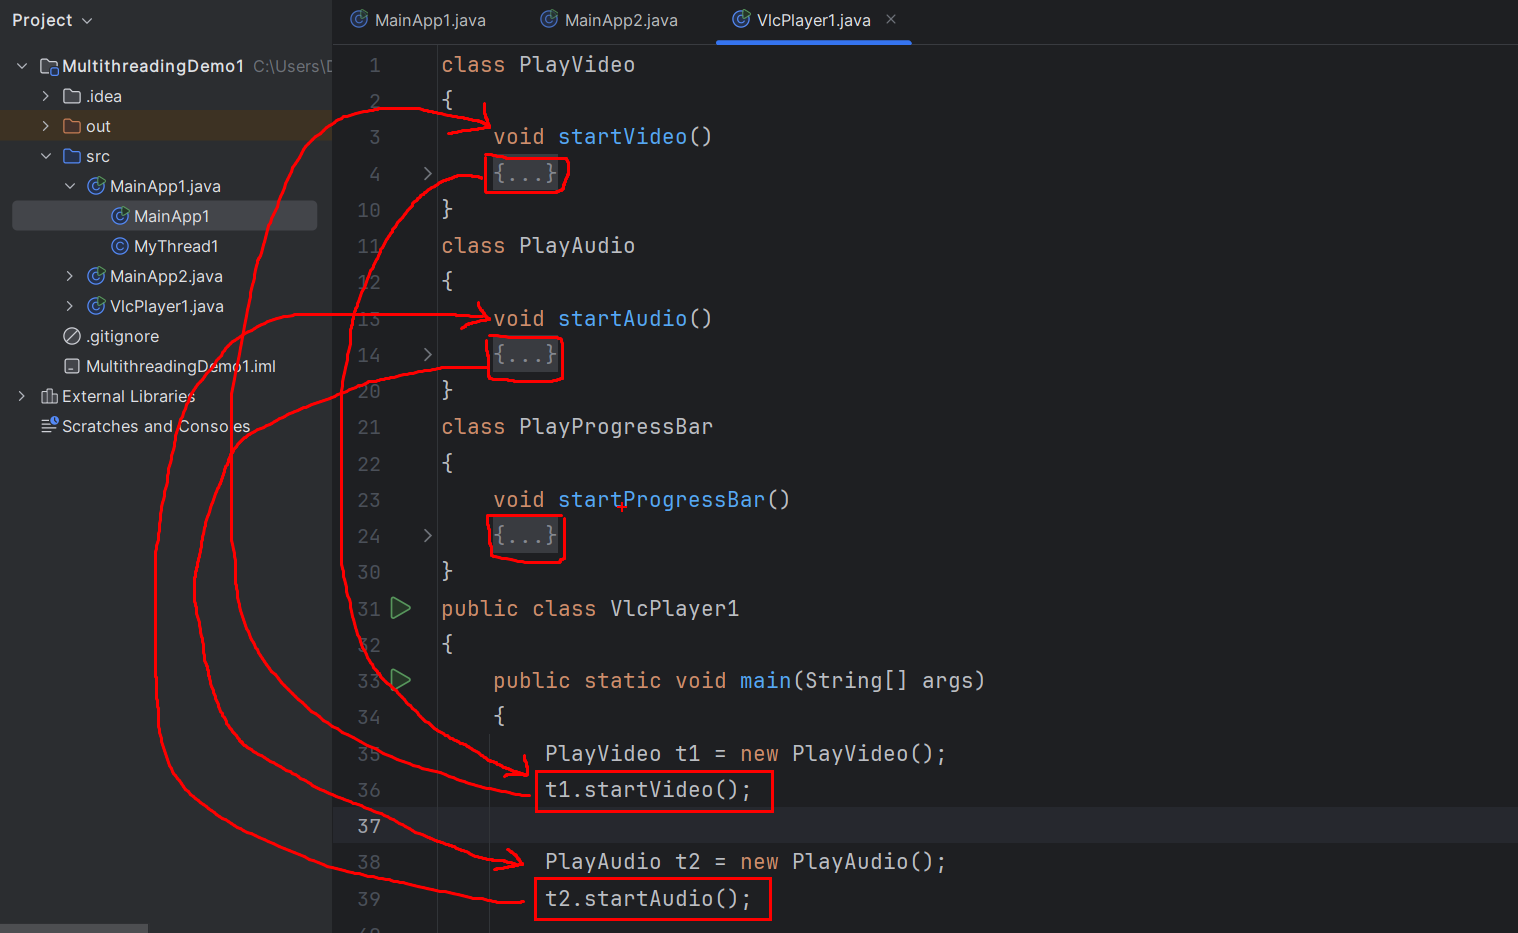 Project
MainApp1.java
MainApp2.java
VlcPlayer1.java
MultithreadingDemo1 C:\Users\D
.idea
out
src
MainApp1.java
MainApp1
MyThread1
MainApp2.java
VlcPlayer1.java
.gitignore
MultithreadingDemo1.iml
External Libraries
Scratches and Consoles
1 class PlayVideo
2 {
3 void startVideo()
4 {...}
10 }
11 class PlayAudio
12 {
13 void startAudio()
14 {...}
20 }
21 class PlayProgressBar
22 {
23 void startProgressBar()
24 {...}
30 }
31 public class VlcPlayer1
32 {
33 public static void main(String[] args)
34 {
35 PlayVideo t1 = new PlayVideo();
36 t1.startVideo();
37
38 PlayAudio t2 = new PlayAudio();
39 t2.startAudio();